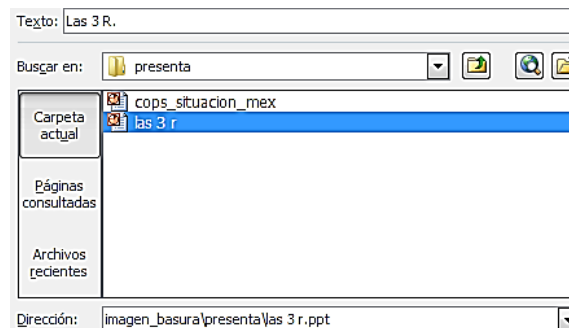 Texto: Las 3 R.
Buscar en: presenta
cops_situacion_mex
las 3 r
Carpeta
actual
Páginas
consultadas
Archivos
recientes
Dirección: imagen_basura\presenta\las 3 r.ppt